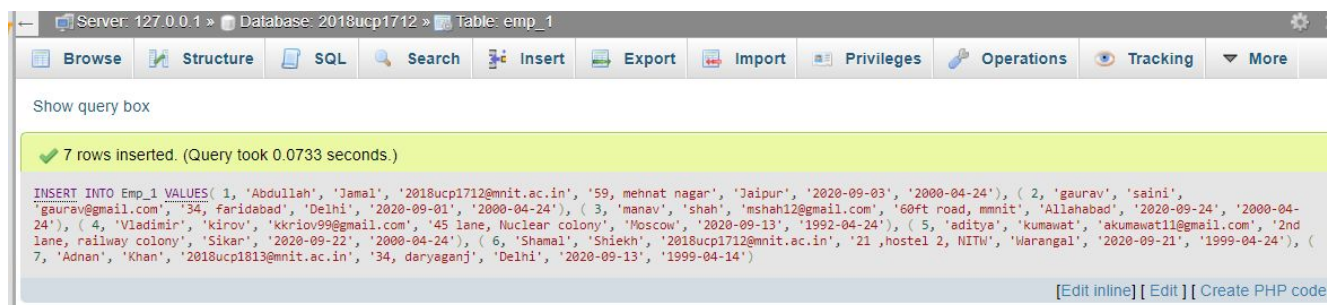 Server: 127.0.0.1 » Database: 2018ucp1712 » Table: emp_1
Browse Structure SQL Search Insert Export Import Privileges Operations Tracking More
Show query box
7 rows inserted. (Query took 0.0733 seconds.)
INSERT INTO Emp_1 VALUES( 1, 'Abdullah', 'Jamal', '2018ucp1712@mnit.ac.in', '59, mehnat nagar', 'Jaipur', '2020-09-03', '2000-04-24'), ( 2, 'gaurav', 'saini',
'gaurav@gmail.com', '34, faridabad', 'Delhi', '2020-09-01', '2000-04-24'), ( 3, 'manav', 'shah', 'mshah12@gmail.com', '60ft road, mmnit', 'Allahabad', '2020-09-24', '2000-04-
24'), ( 4, 'Vladimir', 'kirov', 'kkriov99@gmail.com', '45 lane, Nuclear colony', 'Moscow', '2020-09-13', '1992-04-24'), ( 5, 'aditya', 'kumawat', 'akumawat11@gmail.com', '2nd
lane, railway colony', 'Sikar', '2020-09-22', '2000-04-24'), ( 6, 'Shamal', 'Shiekh', '2018ucp1712@mnit.ac.in', '21 ,hostel 2, NITW', 'Warangal', '2020-09-21', '1999-04-24'), (
7, 'Adnan', 'Khan', '2018ucp1813@mnit.ac.in', '34, daryaganj', 'Delhi', '2020-09-13', '1999-04-14')
[Edit inline] [ Edit ] [ Create PHP code